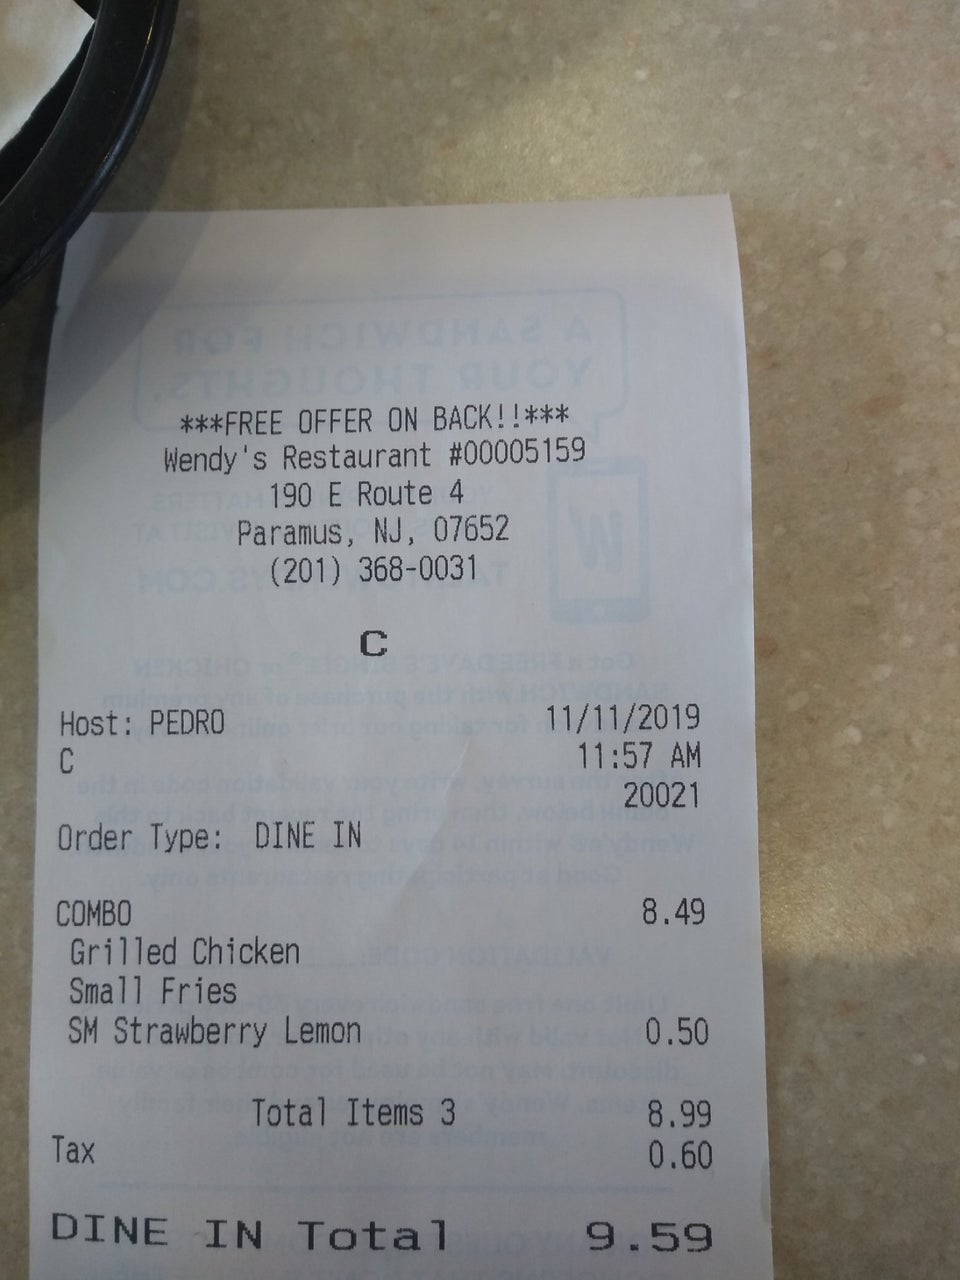 ***FREE OFFER ON BACK!!***
Wendy's Restaurant #00005159
190 E Route 4
Paramus, NJ, 07652
(201) 368-0031
C
Host: PEDRO 11/11/2019
C 11:57 AM
20021
Order Type: DINE IN
COMBO 8.49
Grilled Chicken
Small Fries
SM Strawberry Lemon 0.50
Total Items 3 8.99
Tax 0.60
DINE IN Total 9.59